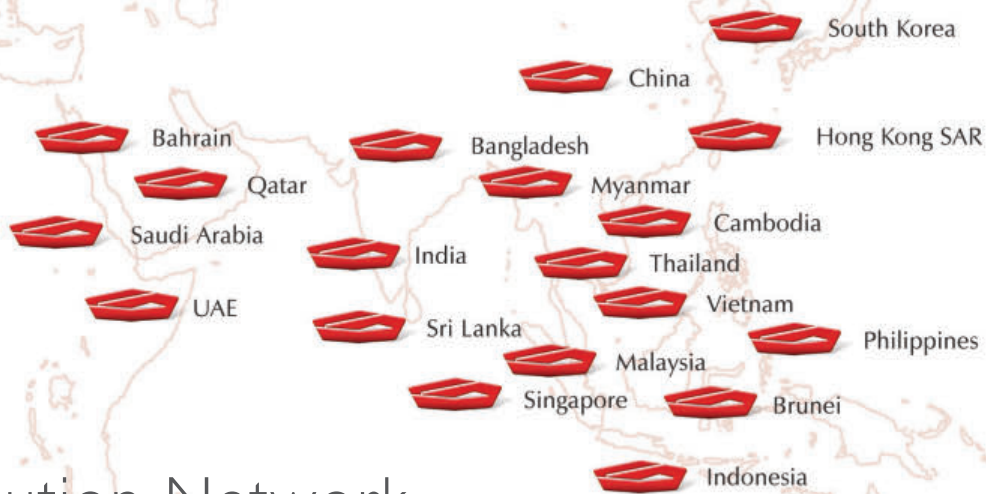 South Korea
China
Bahrain
Bangladesh
Hong Kong SAR
Qatar
Myanmar
Saudi Arabia
Cambodia
India
Thailand
UAE
Vietnam
Sri Lanka
Philippines
Malaysia
Singapore
Brunei
Indonesia
Network